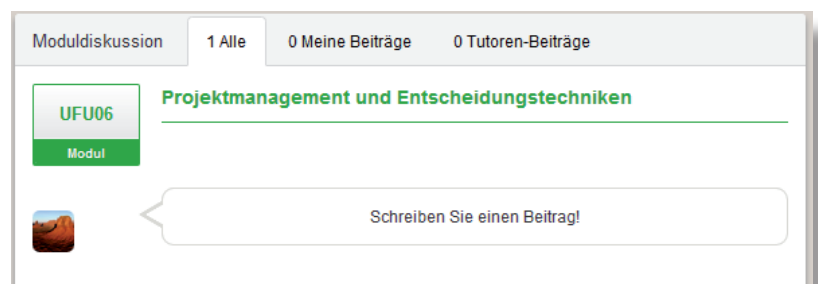 Moduldiskussion 1 Alle 0 Meine Beiträge 0 Tutoren-Beiträge
Projektmanagement und Entscheidungstechniken
UFU06
Modul
Schreiben Sie einen Beitrag!